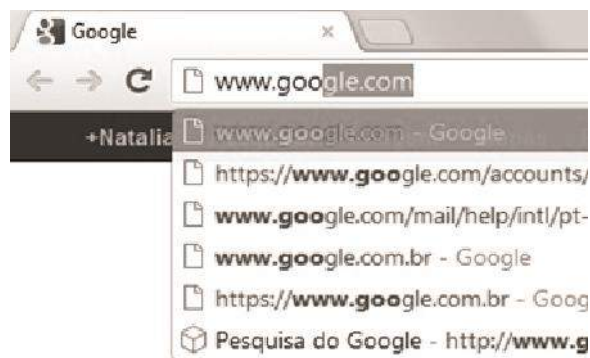 Google
www.google.com
+Natalia
www.google.com - Google
https://www.google.com/accounts/
www.google.com/mail/help/intl/pt-
www.google.com.br - Google
https://www.google.com.br - Goog
Pesquisa do Google - http://www.g